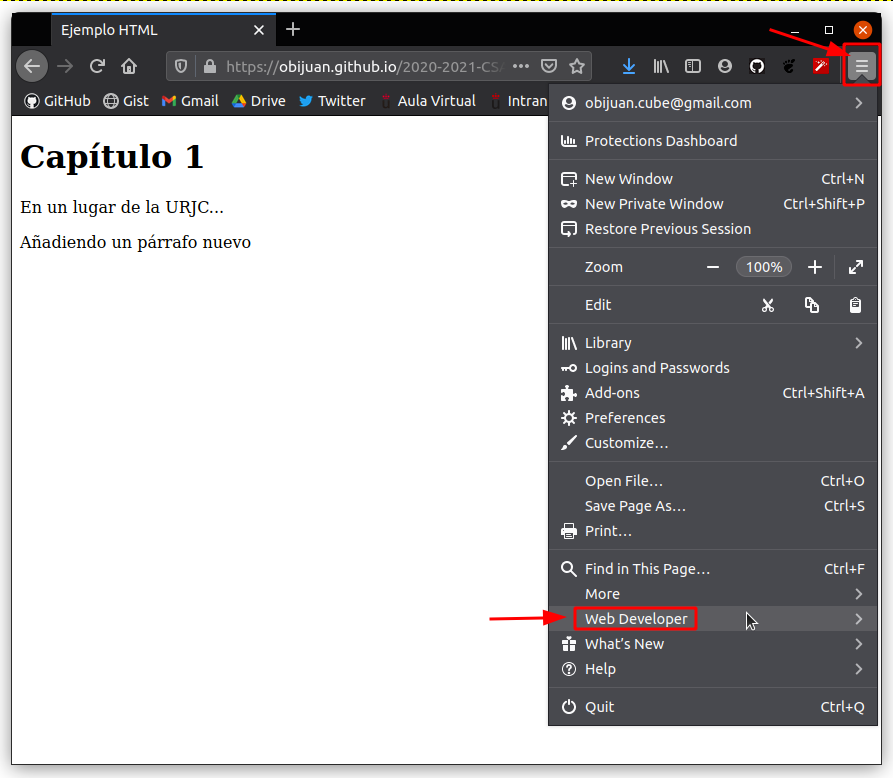 Ejemplo HTML
https://obijuan.github.io/2020-2021-CSA
GitHub Gist Gmail Drive Twitter Aula Virtual Intran
Capítulo 1
En un lugar de la URJC...
Añadiendo un párrafo nuevo
obijuan.cube@gmail.com
Protections Dashboard
New Window Ctrl+N
New Private Window Ctrl+Shift+P
Restore Previous Session
Zoom 100%
Edit
Library
Logins and Passwords
Add-ons Ctrl+Shift+A
Preferences
Customize…
Open File… Ctrl+O
Save Page As… Ctrl+S
Print…
Find in This Page… Ctrl+F
More
Web Developer
What’s New
Help
Quit Ctrl+Q